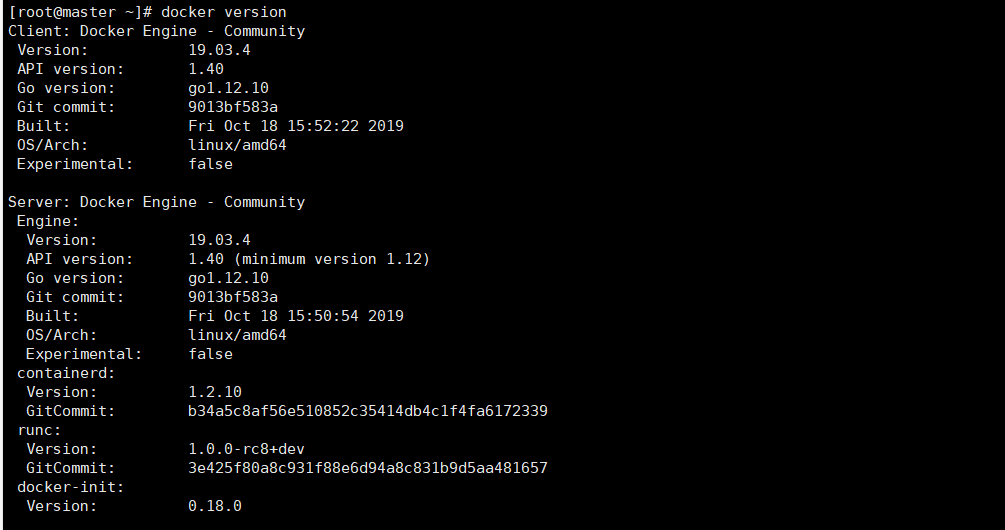 [root@master ~]# docker version
Client: Docker Engine - Community
 Version:           19.03.4
 API version:       1.40
 Go version:        go1.12.10
 Git commit:        9013bf583a
 Built:             Fri Oct 18 15:52:22 2019
 OS/Arch:           linux/amd64
 Experimental:      false

Server: Docker Engine - Community
 Engine:
  Version:          19.03.4
  API version:      1.40 (minimum version 1.12)
  Go version:       go1.12.10
  Git commit:       9013bf583a
  Built:            Fri Oct 18 15:50:54 2019
  OS/Arch:          linux/amd64
  Experimental:     false
 containerd:
  Version:          1.2.10
  GitCommit:        b34a5c8af56e510852c35414db4c1f4fa6172339
 runc:
  Version:          1.0.0-rc8+dev
  GitCommit:        3e425f80a8c931f88e6d94a8c831b9d5aa481657
 docker-init:
  Version:          0.18.0